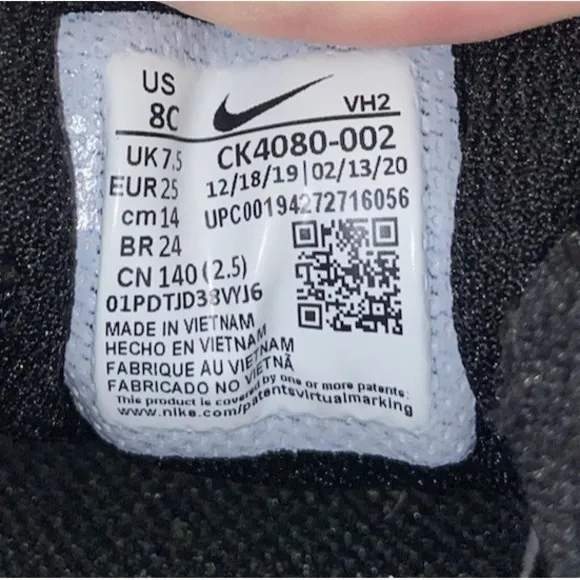 US
8C
VH2
UK 7.5
CK4080-002
EUR 25
12/18/19|02/13/20
cm 14
UPC00194272716056
BR 24
CN 140 (2.5)
01PDTJD38VYJ6
MADE IN VIETNAM
HECHO EN VIETNAM
FABRIQUE AU VIETNAM
FABRICADO NO VIETNÃ
This product is covered by one or more patents:
www.nike.com/patentsvirtualmarking